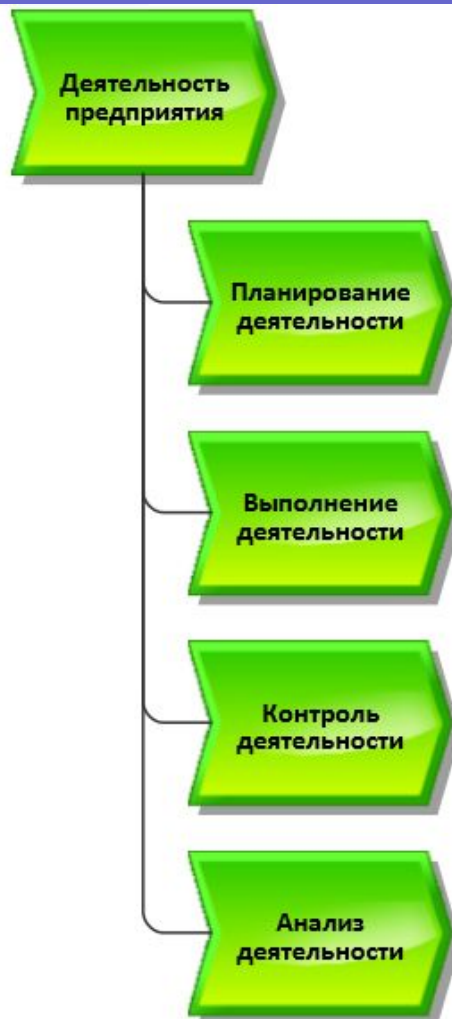 Деятельность
предприятия
Планирование
деятельности
Выполнение
деятельности
Контроль
деятельности
Анализ
деятельности